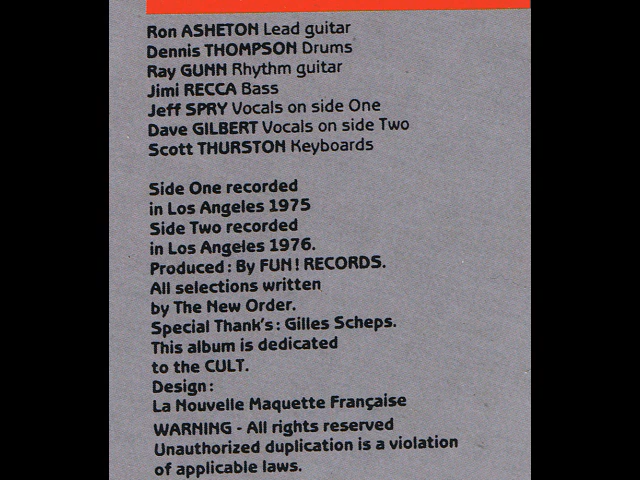 Ron ASHETON Lead guitar
Dennis THOMPSON Drums
Ray GUNN Rhythm guitar
Jimi RECCA Bass
Jeff SPRY Vocals on side One
Dave GILBERT Vocals on side Two
Scott THURSTON Keyboards
Side One recorded
in Los Angeles 1975
Side Two recorded
in Los Angeles 1976.
Produced : By FUN! RECORDS.
All selections written
by The New Order.
Special Thank's : Gilles Scheps.
This album is dedicated
to the CULT.
Design :
La Nouvelle Maquette Française
WARNING - All rights reserved
Unauthorized duplication is a violation
of applicable laws.